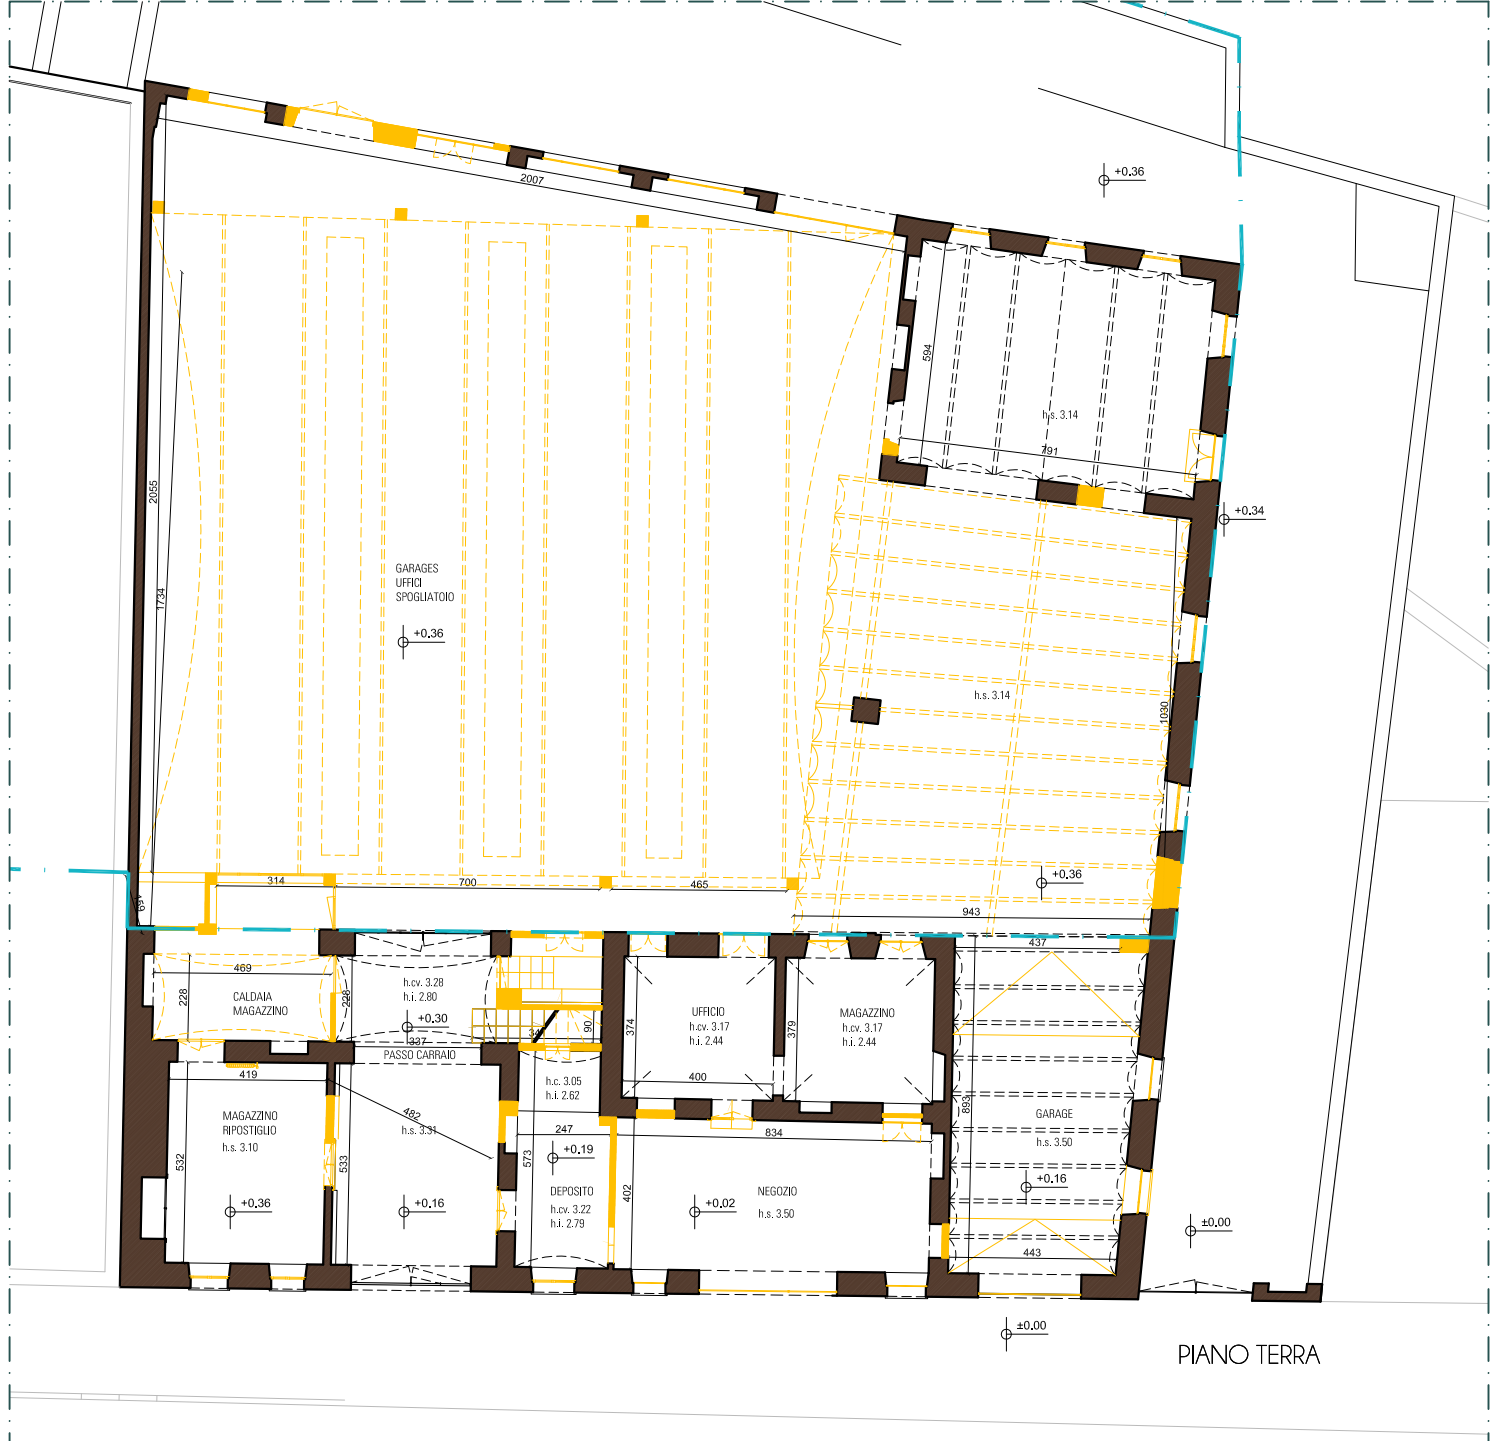 +0.36
2007
594
h.s. 3.14
791
2055
+0.34
GARAGES
UFFICI
SPOGLIATOIO
1734
+0.36
h.s. 3.14
1030
+0.36
314
700
465
943
437
469
228
CALDAIA
MAGAZZINO
228
h.cv. 3.28
h.i. 2.80
+0.30
337
PASSO CARRAIO
90
374
UFFICIO
h.cv. 3.17
h.i. 2.44
400
379
MAGAZZINO
h.cv. 3.17
h.i. 2.44
419
MAGAZZINO
RIPOSTIGLIO
h.s. 3.10
532
+0.36
482
h.s. 3.31
533
+0.16
h.c. 3.05
h.i. 2.62
247
573
+0.19
DEPOSITO
h.cv. 3.22
h.i. 2.79
834
402
+0.02
NEGOZIO
h.s. 3.50
893
GARAGE
h.s. 3.50
+0.16
443
±0.00
±0.00
PIANO TERRA